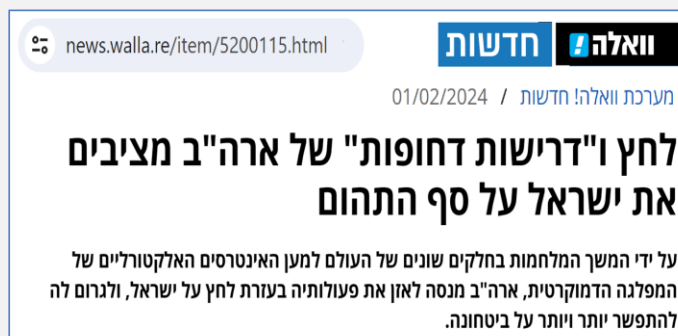 news.walla.re/item/5200115.html
וואלה! חדשות
מערכת וואלה! חדשות / 01/02/2024
לחץ ו"דרישות דחופות" של ארה"ב מציבים
את ישראל על סף התהום
על ידי המשך המלחמות בחלקים שונים של העולם למען האינטרסים האלקטורליים של
המפלגה הדמוקרטית, ארה"ב מנסה לאזן את פעולותיה בעזרת לחץ על ישראל, ולגרום לה
להתפשר יותר ויותר על ביטחונה.